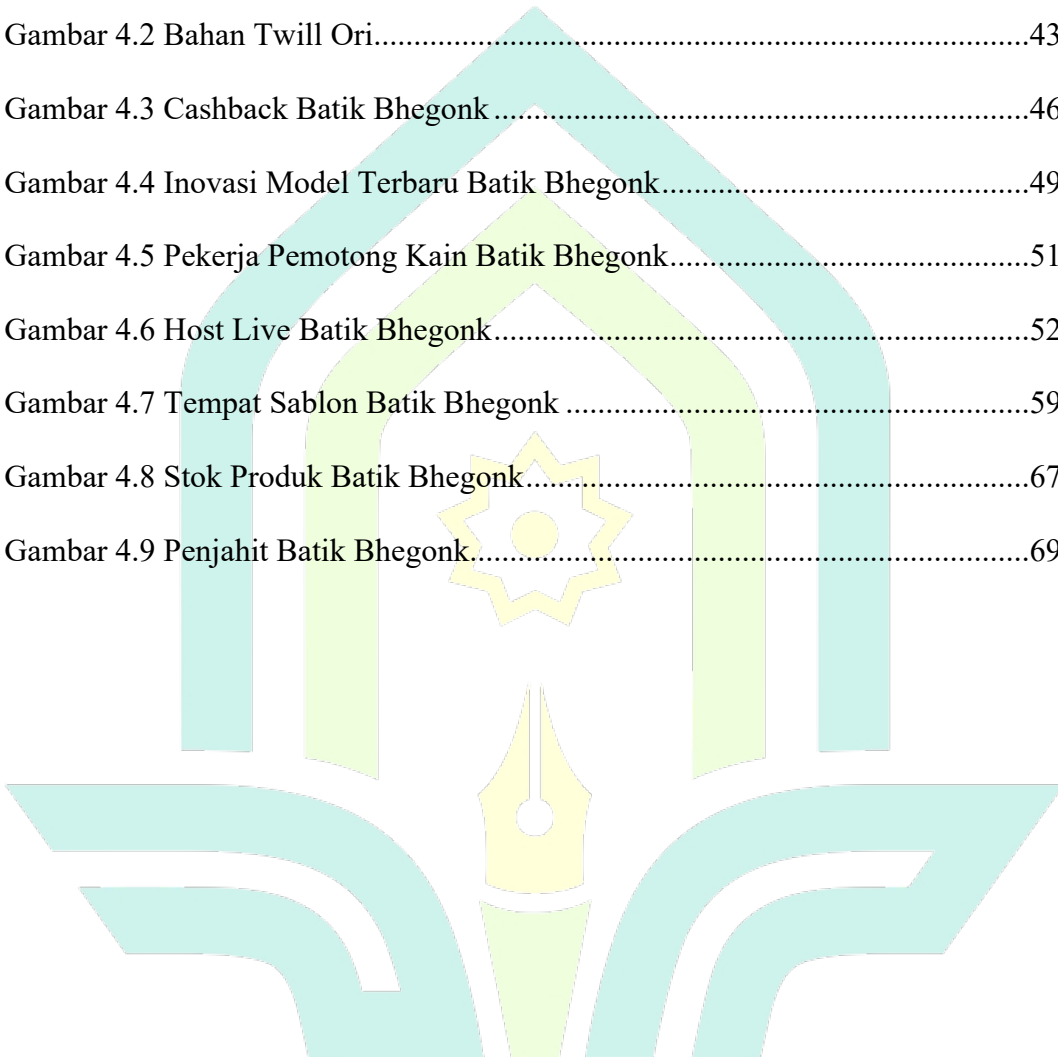 Gambar 4.2 Bahan Twill Ori..................................................................................43
Gambar 4.3 Cashback Batik Bhegonk...................................................................46
Gambar 4.4 Inovasi Model Terbaru Batik Bhegonk..............................................49
Gambar 4.5 Pekerja Pemotong Kain Batik Bhegonk.............................................51
Gambar 4.6 Host Live Batik Bhegonk...................................................................52
Gambar 4.7 Tempat Sablon Batik Bhegonk..........................................................59
Gambar 4.8 Stok Produk Batik Bhegonk...............................................................67
Gambar 4.9 Penjahit Batik Bhegonk......................................................................69